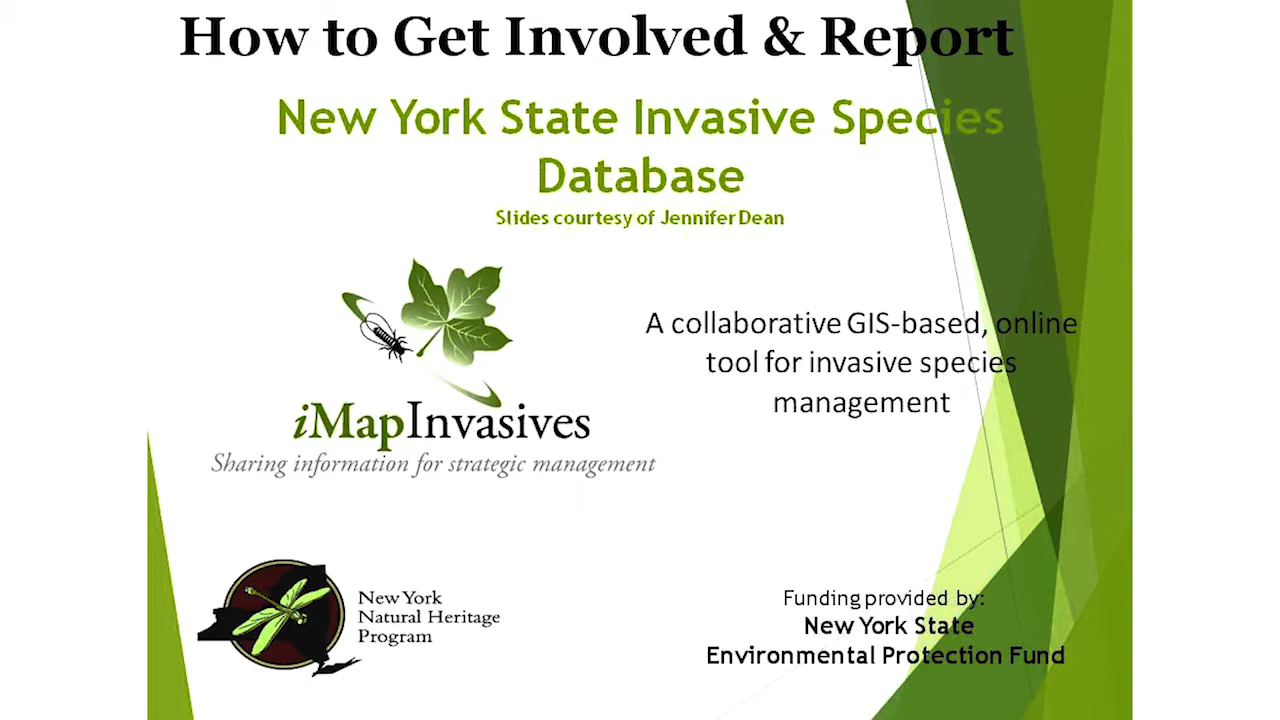 How to Get Involved & Report
New York State Invasive Species
Database
Slides courtesy of Jennifer Dean
A collaborative GIS-based, online
tool for invasive species
management
iMapInvasives
Sharing information for strategic management
New York
Natural Heritage
Program
Funding provided by:
New York State
Environmental Protection Fund